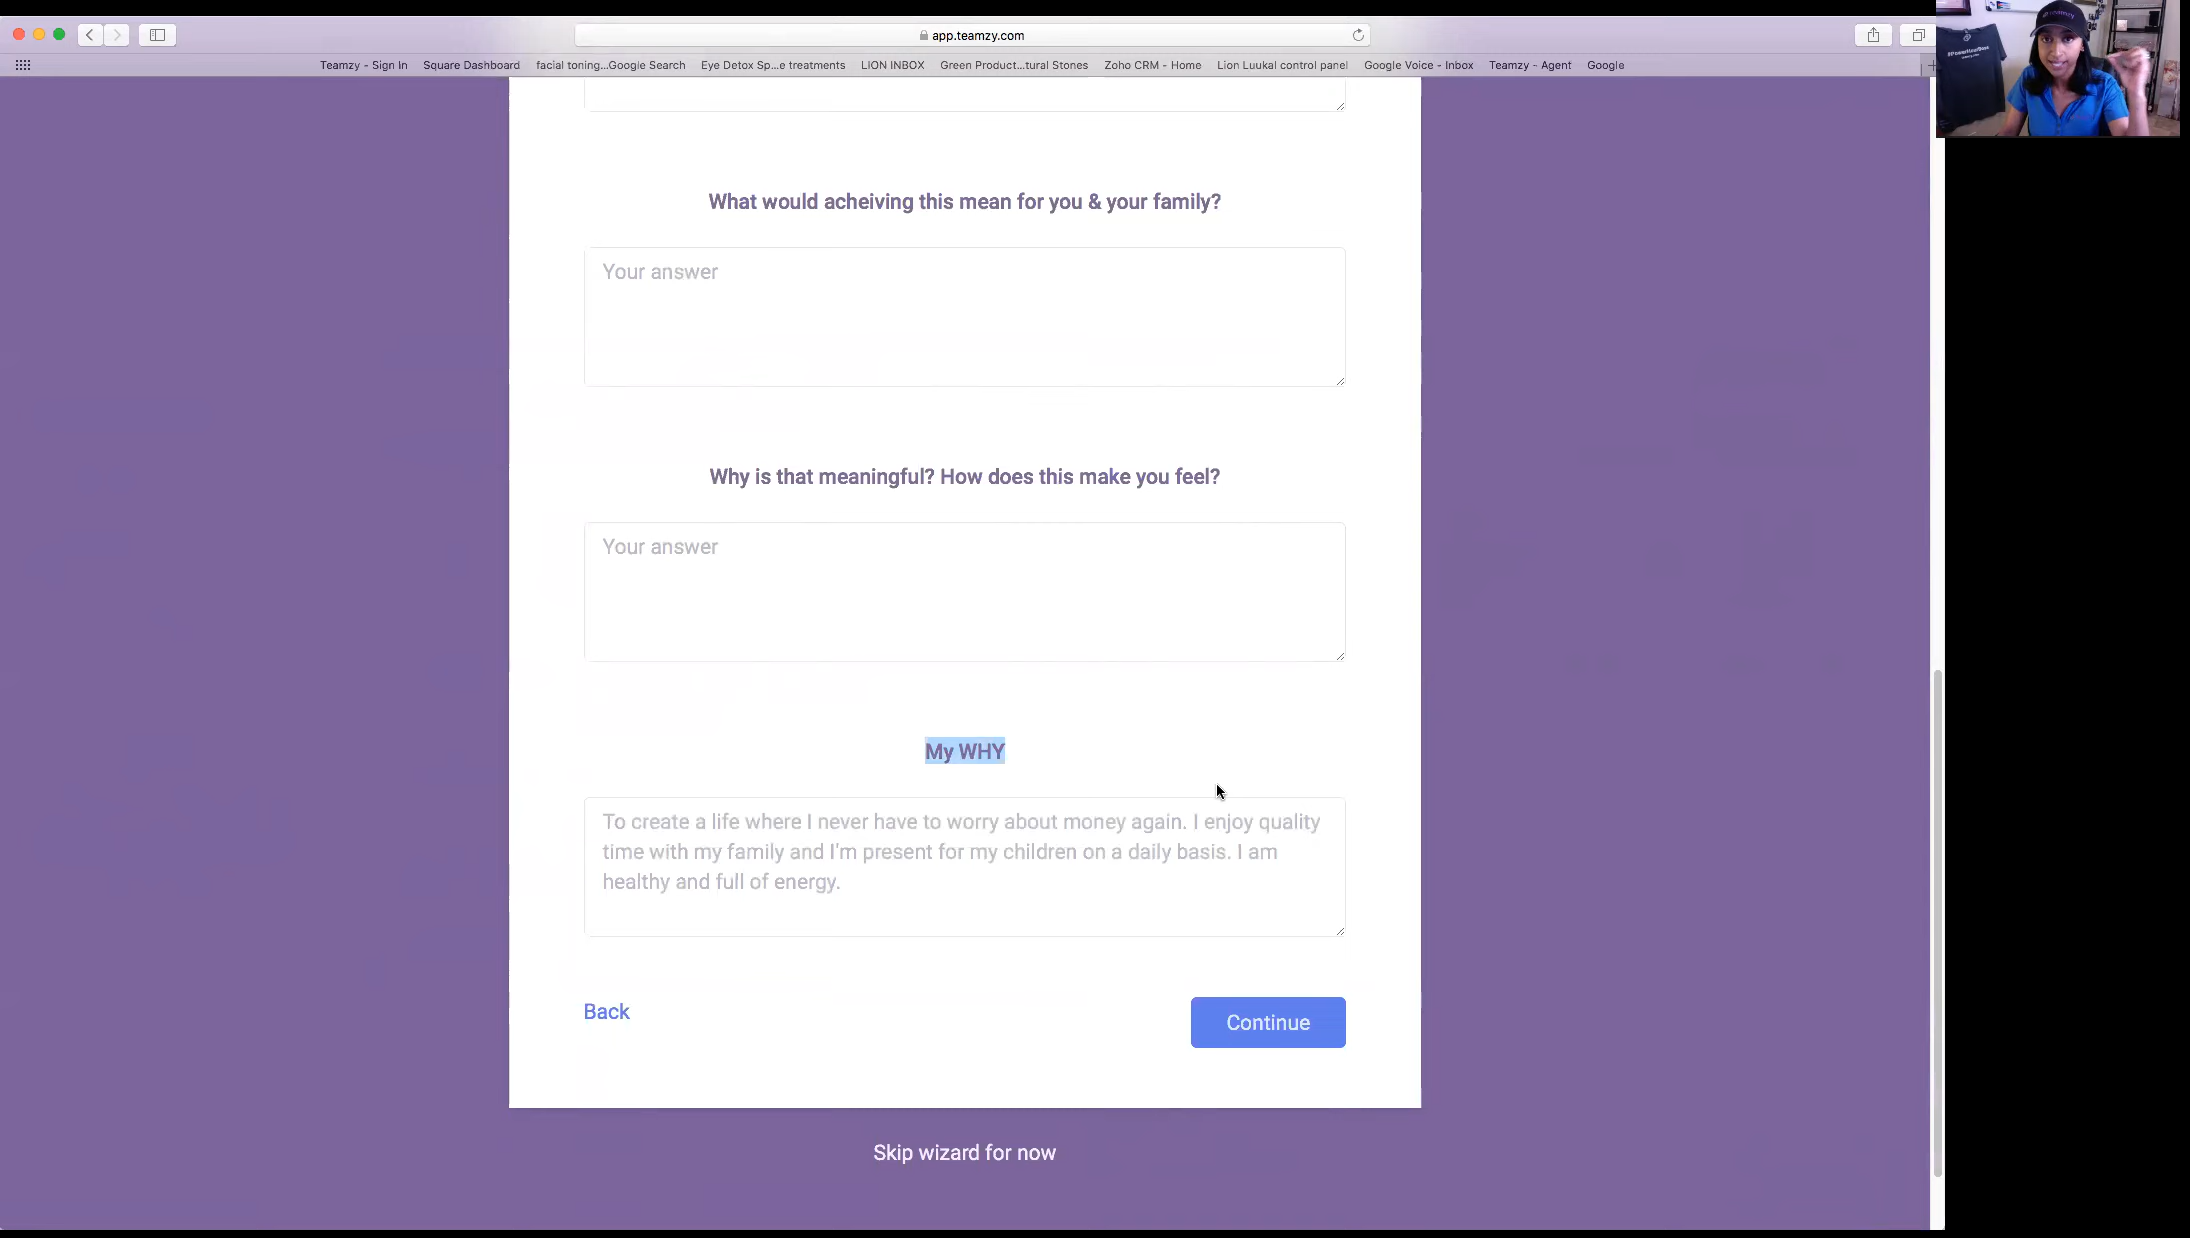 app.teamzy.com
Teamzy - Sign In
Square Dashboard
facial toning...Google Search
Eye Detox Sp...e treatments
LION INBOX
Green Product...tural Stones
Zoho CRM - Home
Lion Luukal control panel
Google Voice - Inbox
Teamzy - Agent
Google
What would acheiving this mean for you & your family?
Your answer
Why is that meaningful? How does this make you feel?
Your answer
My WHY
To create a life where I never have to worry about money again. I enjoy quality
time with my family and I'm present for my children on a daily basis. I am
healthy and full of energy.
Back
Continue
Skip wizard for now